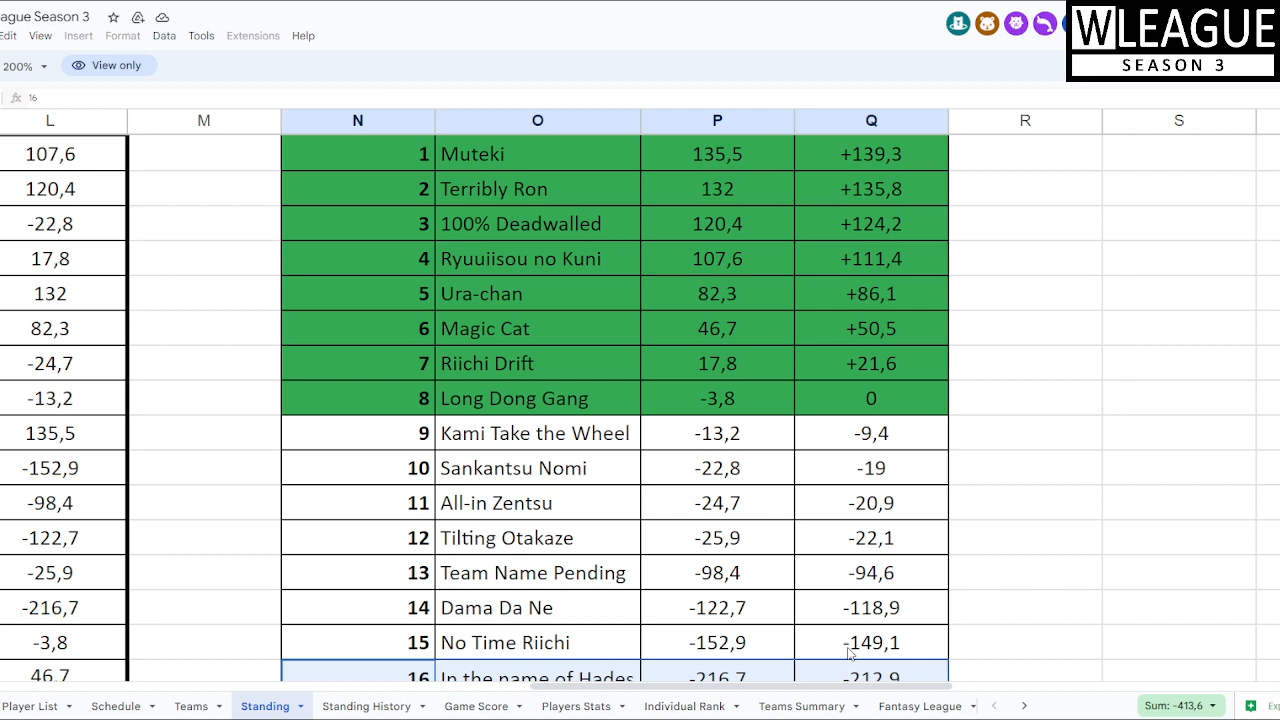 ague Season 3
Edit View Insert Format Data Tools Extensions Help
200% View only
fx 16
WLEAGUE
SEASON 3
L M N O P Q R S
107,6 1 Muteki 135,5 +139,3
120,4 2 Terribly Ron 132 +135,8
-22,8 3 100% Deadwalled 120,4 +124,2
17,8 4 Ryuuiisou no Kuni 107,6 +111,4
132 5 Ura-chan 82,3 +86,1
82,3 6 Magic Cat 46,7 +50,5
-24,7 7 Riichi Drift 17,8 +21,6
-13,2 8 Long Dong Gang -3,8 0
135,5 9 Kami Take the Wheel -13,2 -9,4
-152,9 10 Sankantsu Nomi -22,8 -19
-98,4 11 All-in Zentsu -24,7 -20,9
-122,7 12 Tilting Otakaze -25,9 -22,1
-25,9 13 Team Name Pending -98,4 -94,6
-216,7 14 Dama Da Ne -122,7 -118,9
-3,8 15 No Time Riichi -152,9 -149,1
46,7 16 In the name of Hades -216,7 -212,9
Player List Schedule Teams Standing Standing History Game Score Players Stats Individual Rank Teams Summary Fantasy League Sum: -413,6 Exp